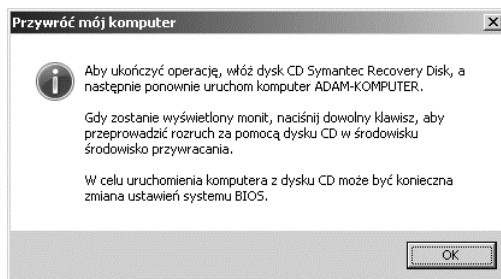 Przywróć mój komputer
Aby ukończyć operację, włóż dysk CD Symantec Recovery Disk, a
następnie ponownie uruchom komputer ADAM-KOMPUTER.
Gdy zostanie wyświetlony monit, naciśnij dowolny klawisz, aby
przeprowadzić rozruch za pomocą dysku CD w środowisku
środowisko przywracania.
W celu uruchomienia komputera z dysku CD może być konieczna
zmiana ustawień systemu BIOS.
OK